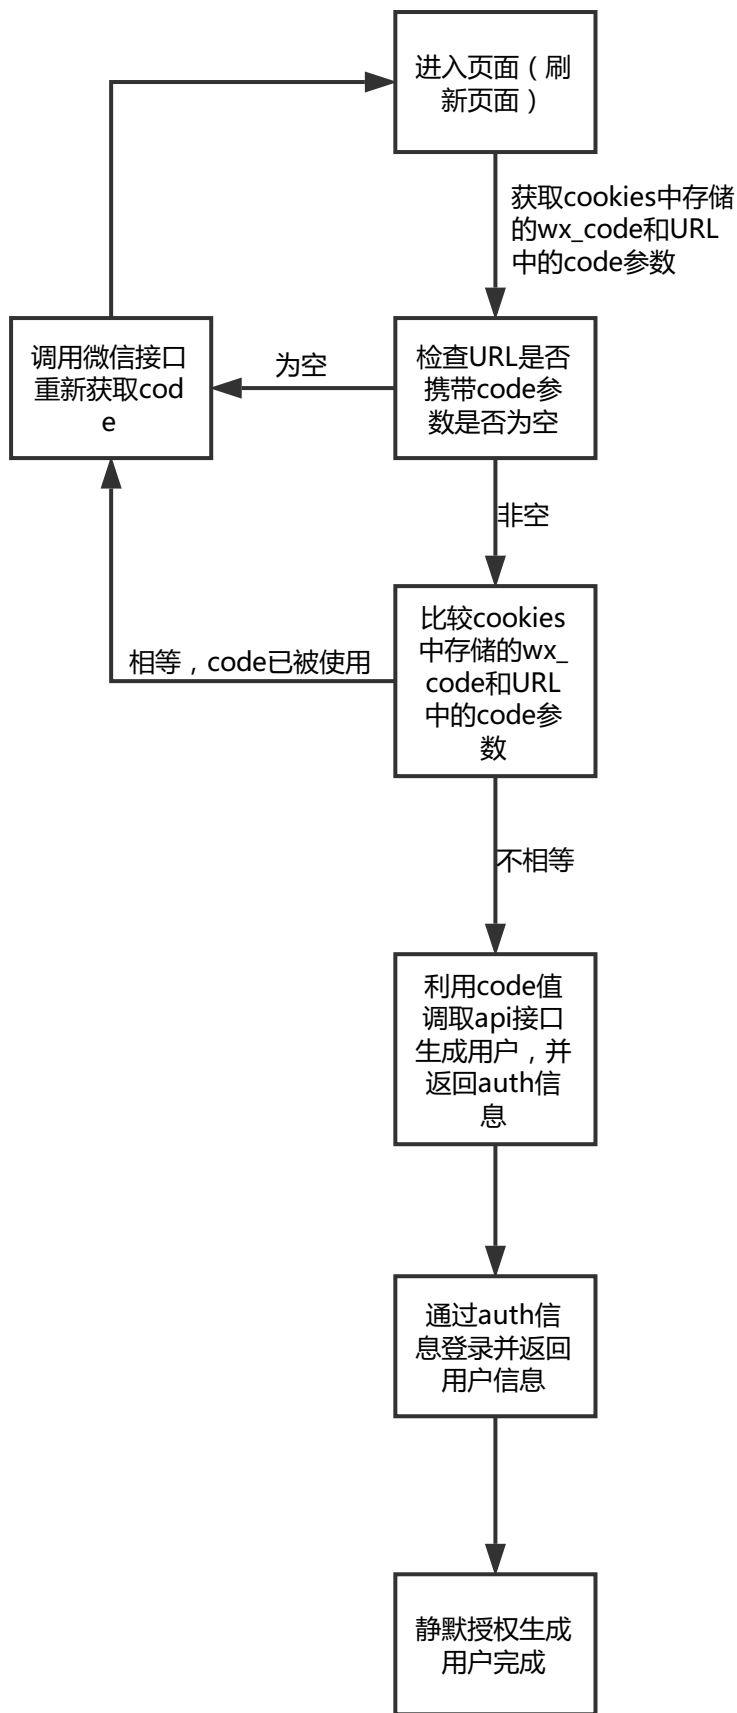 进入页面（刷
新页面）
获取cookies中存储
的wx_code和URL
中的code参数
调用微信接口
重新获取cod
e
为空
检查URL是否
携带code参
数是否为空
非空
比较cookies
中存储的wx_
code和URL
中的code参
数
相等，code已被使用
不相等
利用code值
调取api接口
生成用户，并
返回auth信
息
通过auth信
息登录并返回
用户信息
静默授权生成
用户完成